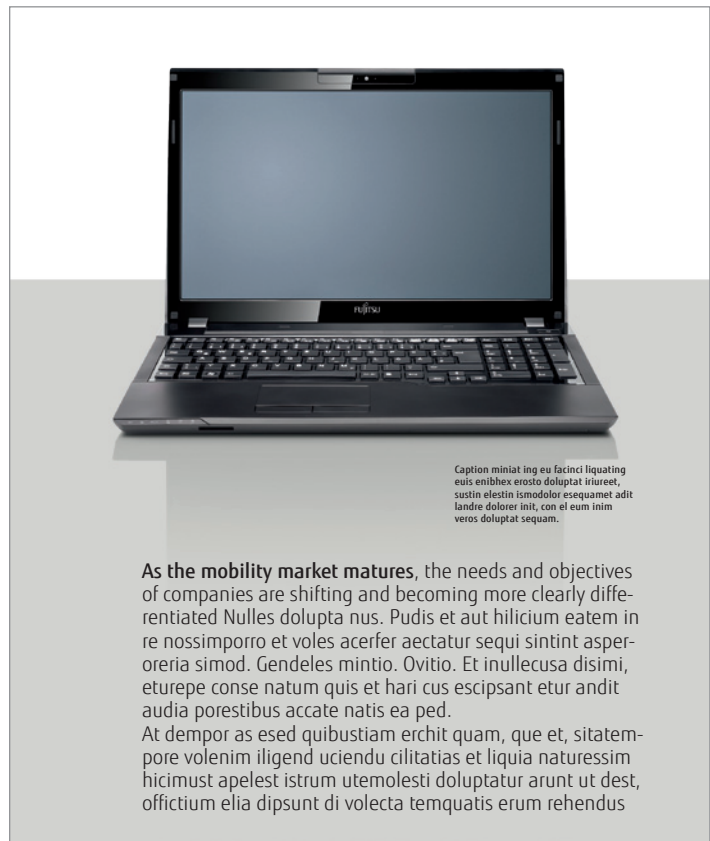 FUJITSU
Caption miniat ing eu facinci liquating
euis enibhex erosto doluptat iriureet,
sustin elestin ismodolor esequamet adit
landre dolorer init, con el eum inim
veros doluptat sequam.
As the mobility market matures, the needs and objectives
of companies are shifting and becoming more clearly diffe-
rentiated Nulles dolupta nus. Pudis et aut hilicium eatem in
re nossimporro et voles acerfer aectatur sequi sintint asper-
oreria simod. Gendeles mintio. Ovitio. Et inullecusa disimi,
eturepe conse natum quis et hari cus escipsant etur andit
audia porestibus accate natis ea ped.
At dempor as esed quibustiam erchit quam, que et, sitatem-
pore volenim iligend uciendu cilitatias et liquia naturessim
hicimust apelest istrum utemolesti doluptatur arunt ut dest,
offictium elia dipsunt di volecta temquatis erum rehendus